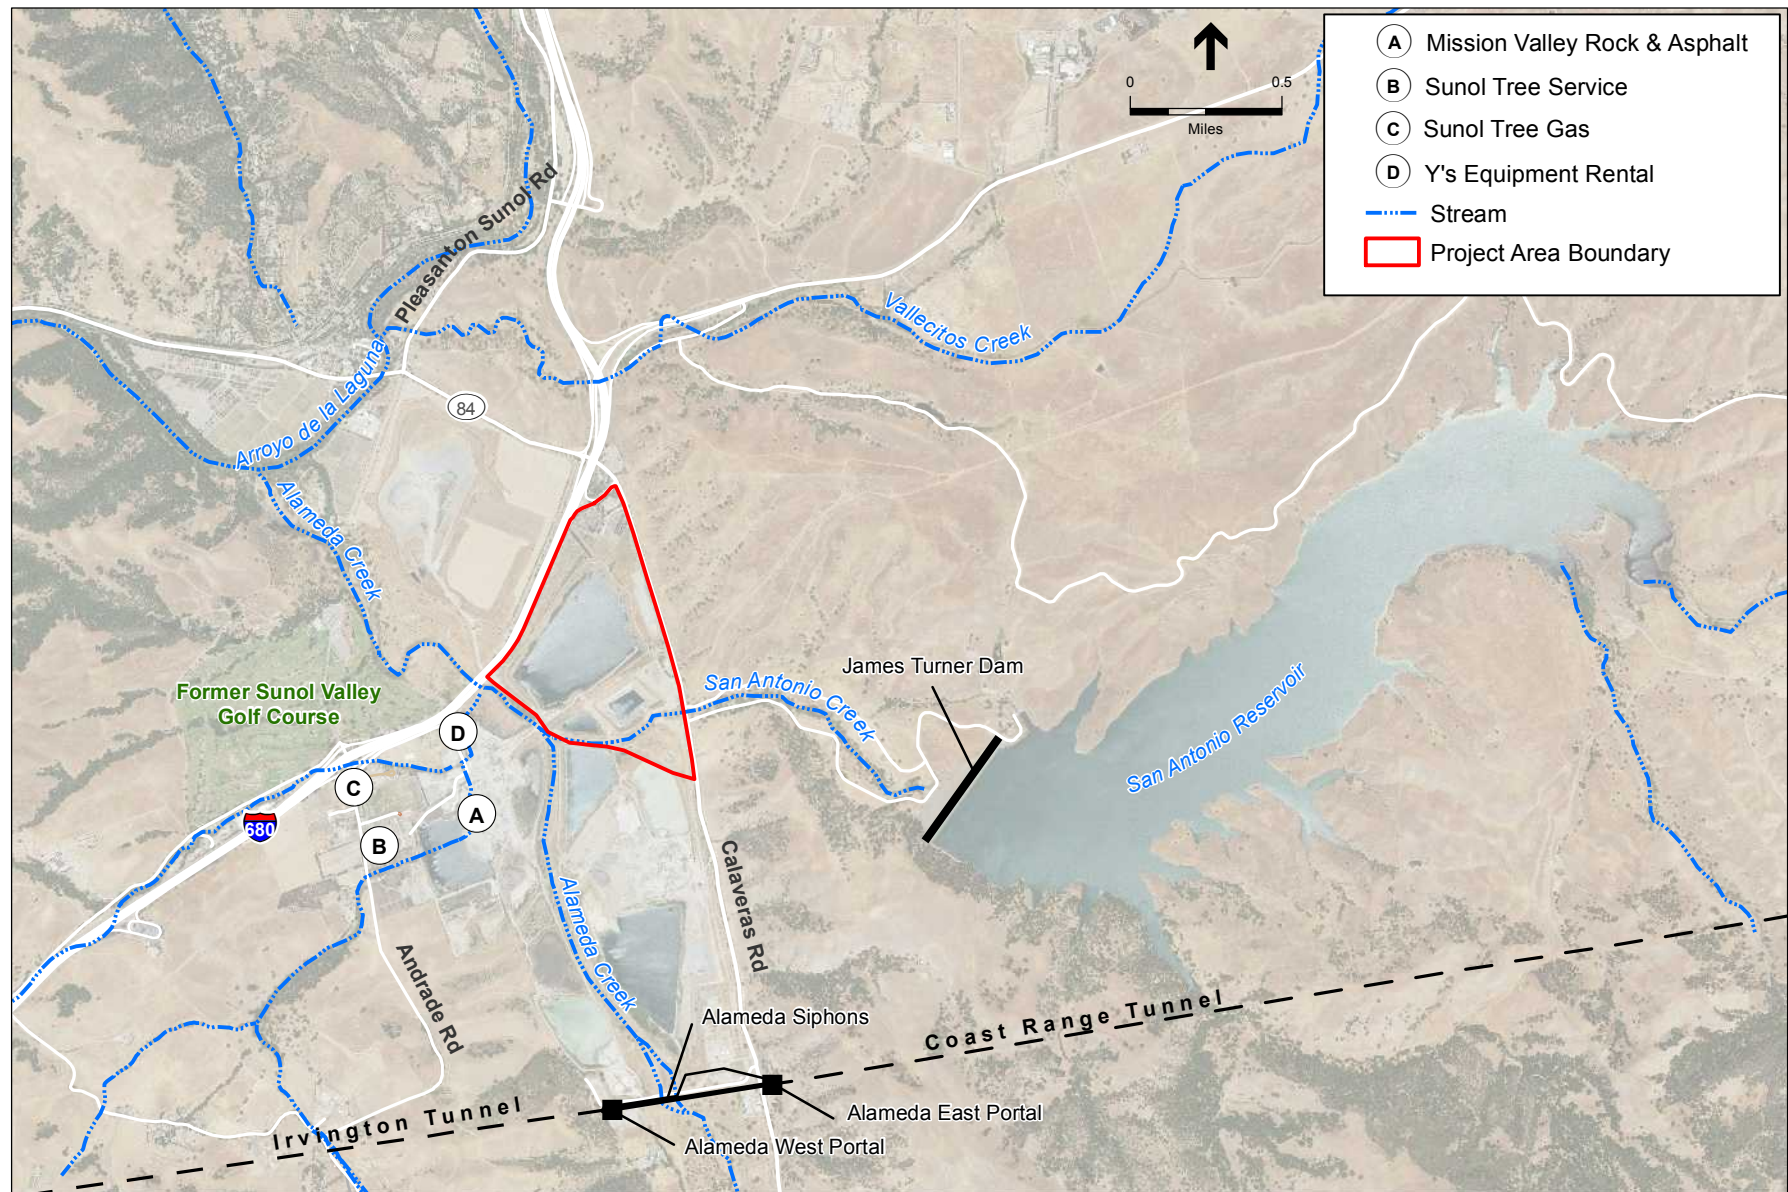 0 0.5
Miles
A Mission Valley Rock & Asphalt
B Sunol Tree Service
C Sunol Tree Gas
D Y's Equipment Rental
Stream
Project Area Boundary
Pleasanton Sunol Rd
Vallecitos Creek
Arroyo de la Laguna
84
Alameda Creek
James Turner Dam
San Antonio Creek
San Antonio Reservoir
Former Sunol Valley
Golf Course
D
C
A
B
680
Calaveras Rd
Alameda Creek
Andrade Rd
Alameda Siphons
Coast Range Tunnel
Alameda East Portal
Irvington Tunnel
Alameda West Portal